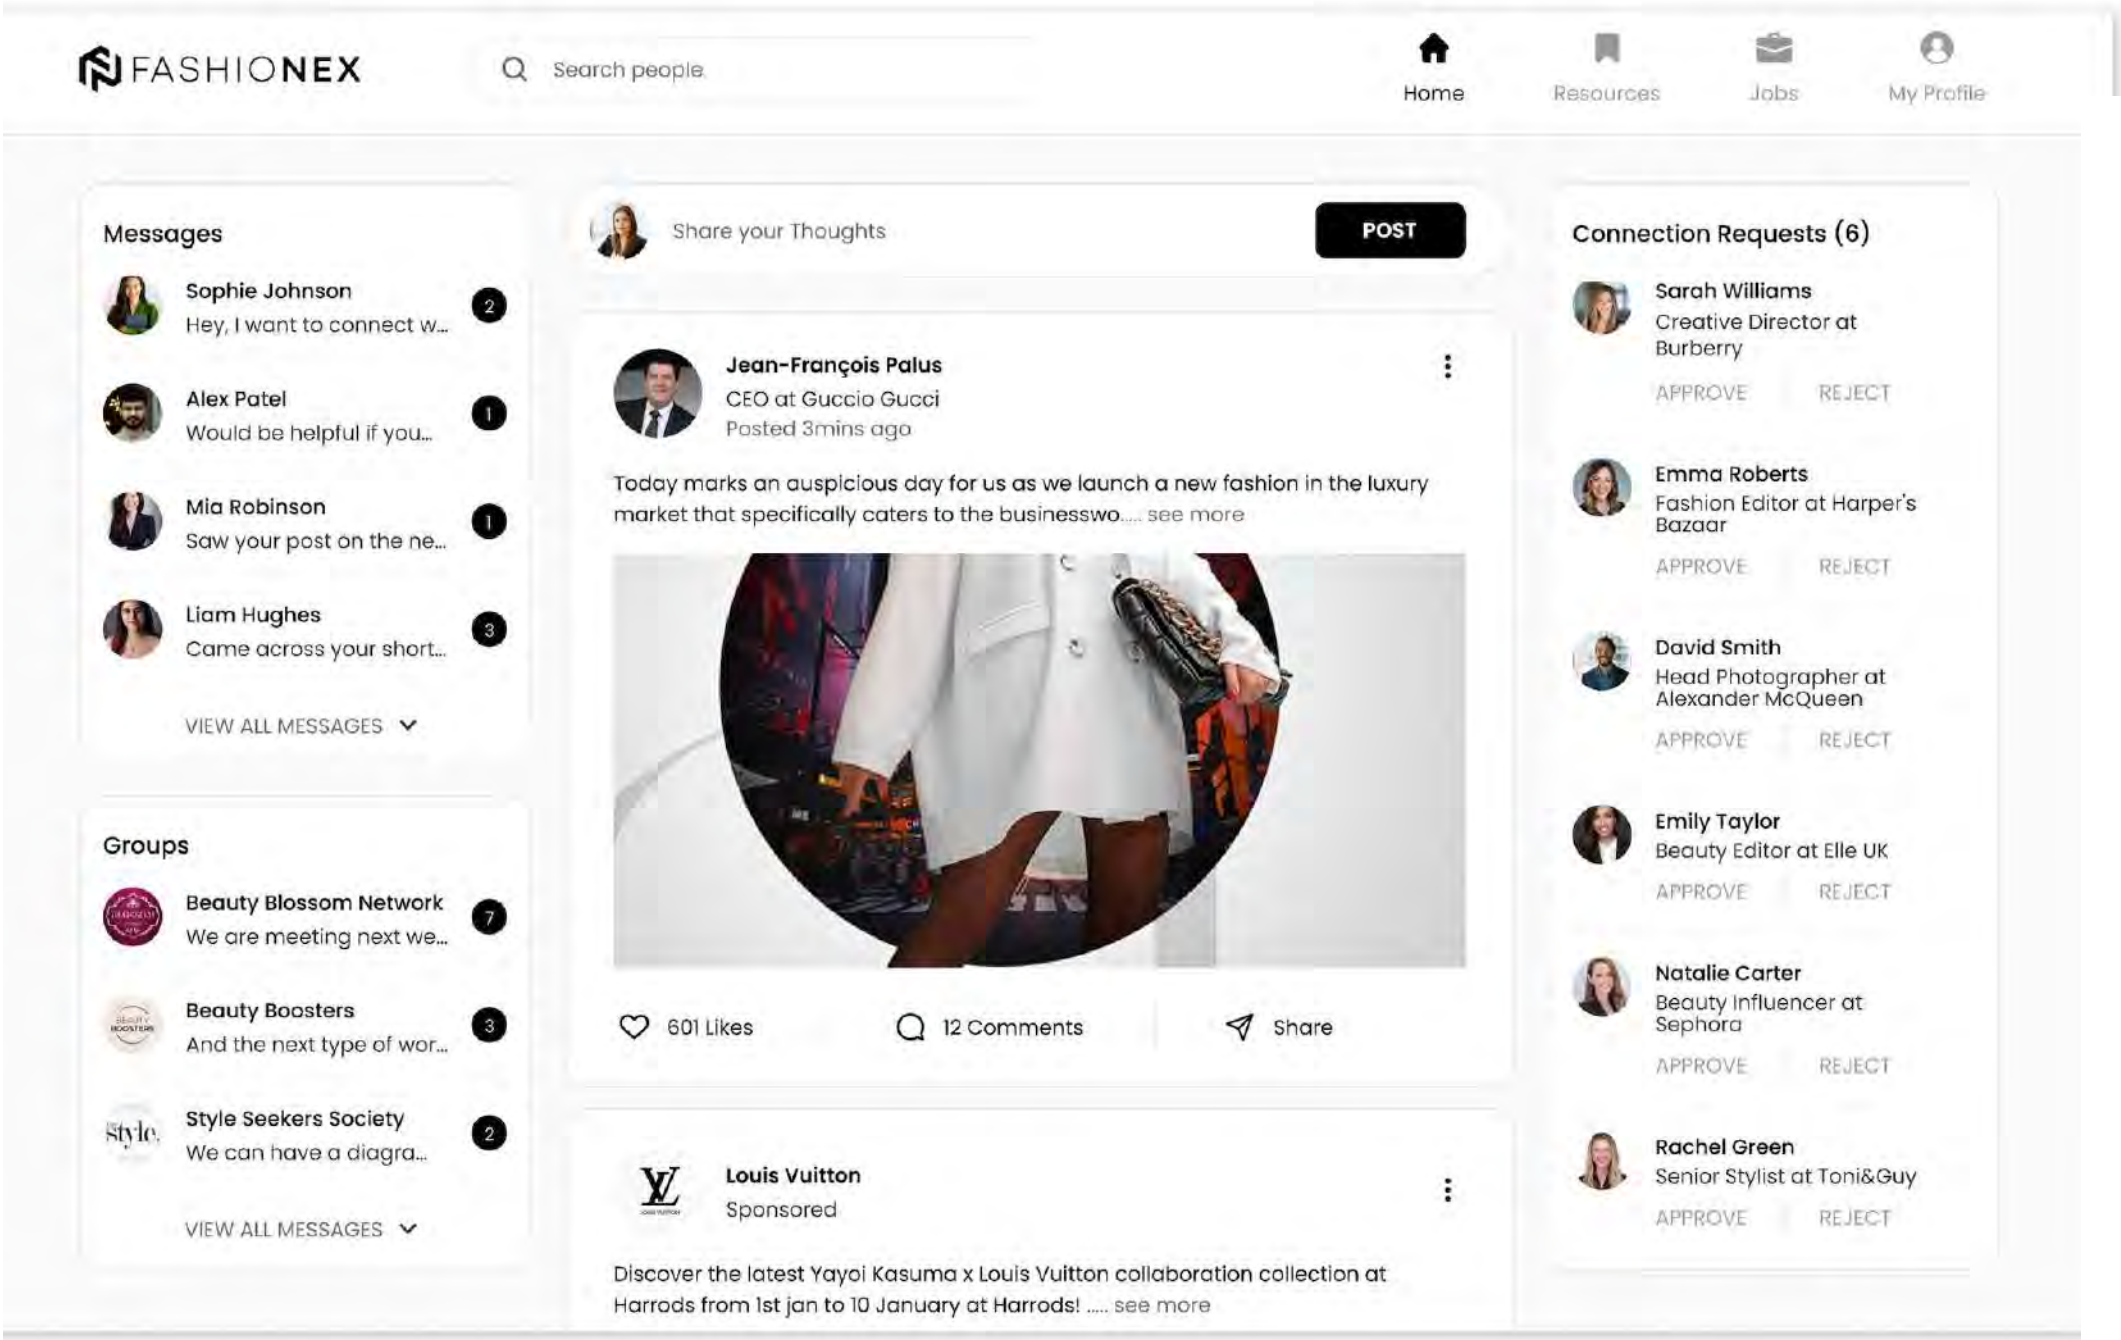 FASHIONEX
Search people
Home
Resources
Jobs
My Profile
Messages
Sophie Johnson
Hey, I want to connect w...
2
Alex Patel
Would be helpful if you...
1
Mia Robinson
Saw your post on the ne...
1
Liam Hughes
Came across your short...
3
VIEW ALL MESSAGES
Groups
Beauty Blossom Network
We are meeting next we...
7
BEAUTY
BOOSTERS
Beauty Boosters
And the next type of wor...
3
style.
Style Seekers Society
We can have a diagra...
2
VIEW ALL MESSAGES
Share your Thoughts
POST
Jean-François Palus
CEO at Guccio Gucci
Posted 3mins ago
Today marks an auspicious day for us as we launch a new fashion in the luxury
market that specifically caters to the businesswo.... see more
601 Likes
12 Comments
Share
LV
LOUIS VUITTON
Louis Vuitton
Sponsored
Discover the latest Yayoi Kasuma x Louis Vuitton collaboration collection at
Harrods from 1st jan to 10 January at Harrods! ..... see more
Connection Requests (6)
Sarah Williams
Creative Director at
Burberry
APPROVE
REJECT
Emma Roberts
Fashion Editor at Harper's
Bazaar
APPROVE
REJECT
David Smith
Head Photographer at
Alexander McQueen
APPROVE
REJECT
Emily Taylor
Beauty Editor at Elle UK
APPROVE
REJECT
Natalie Carter
Beauty Influencer at
Sephora
APPROVE
REJECT
Rachel Green
Senior Stylist at Toni&Guy
APPROVE
REJECT